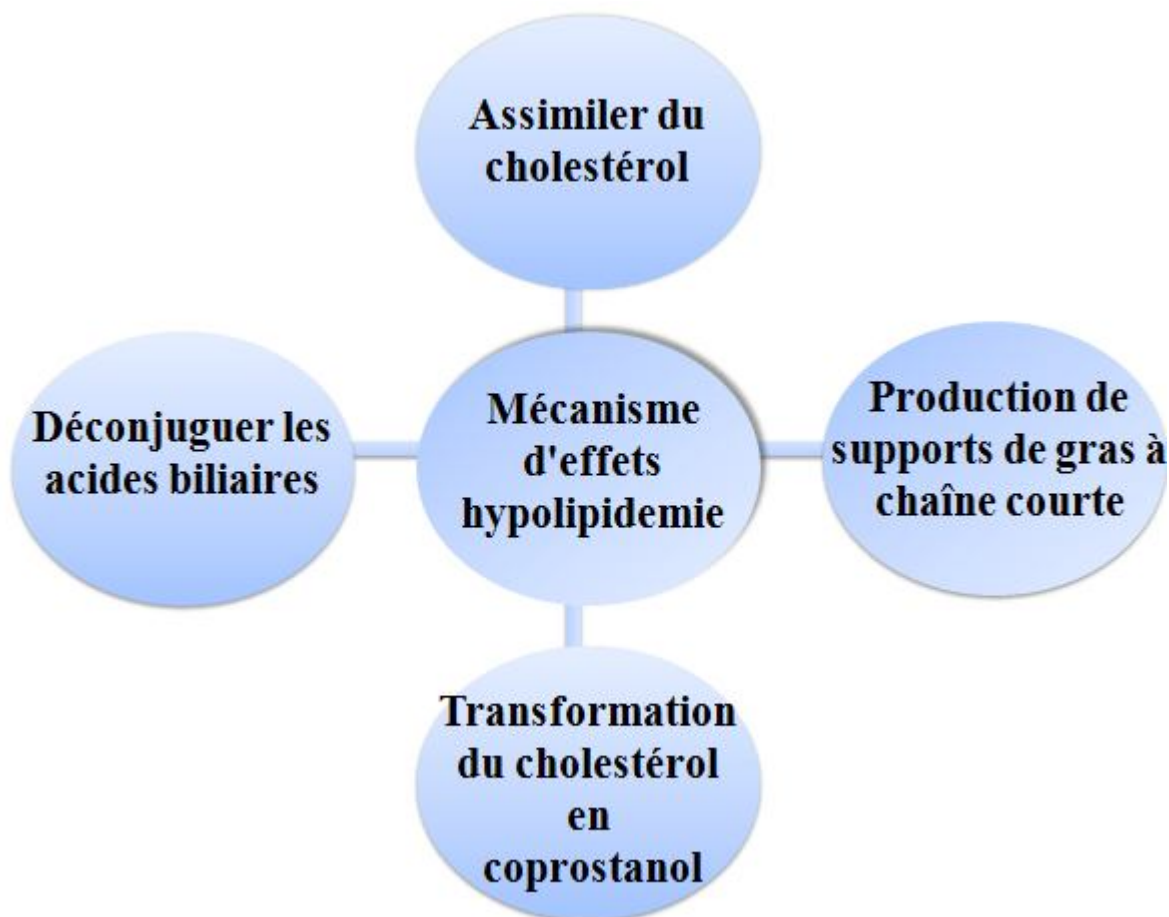 Assimiler du
cholestérol
Déconjuguer les
acides biliaires
Mécanisme
d'effets
hypolipidemie
Production de
supports de gras à
chaîne courte
Transformation
du cholestérol
en
coprostanol